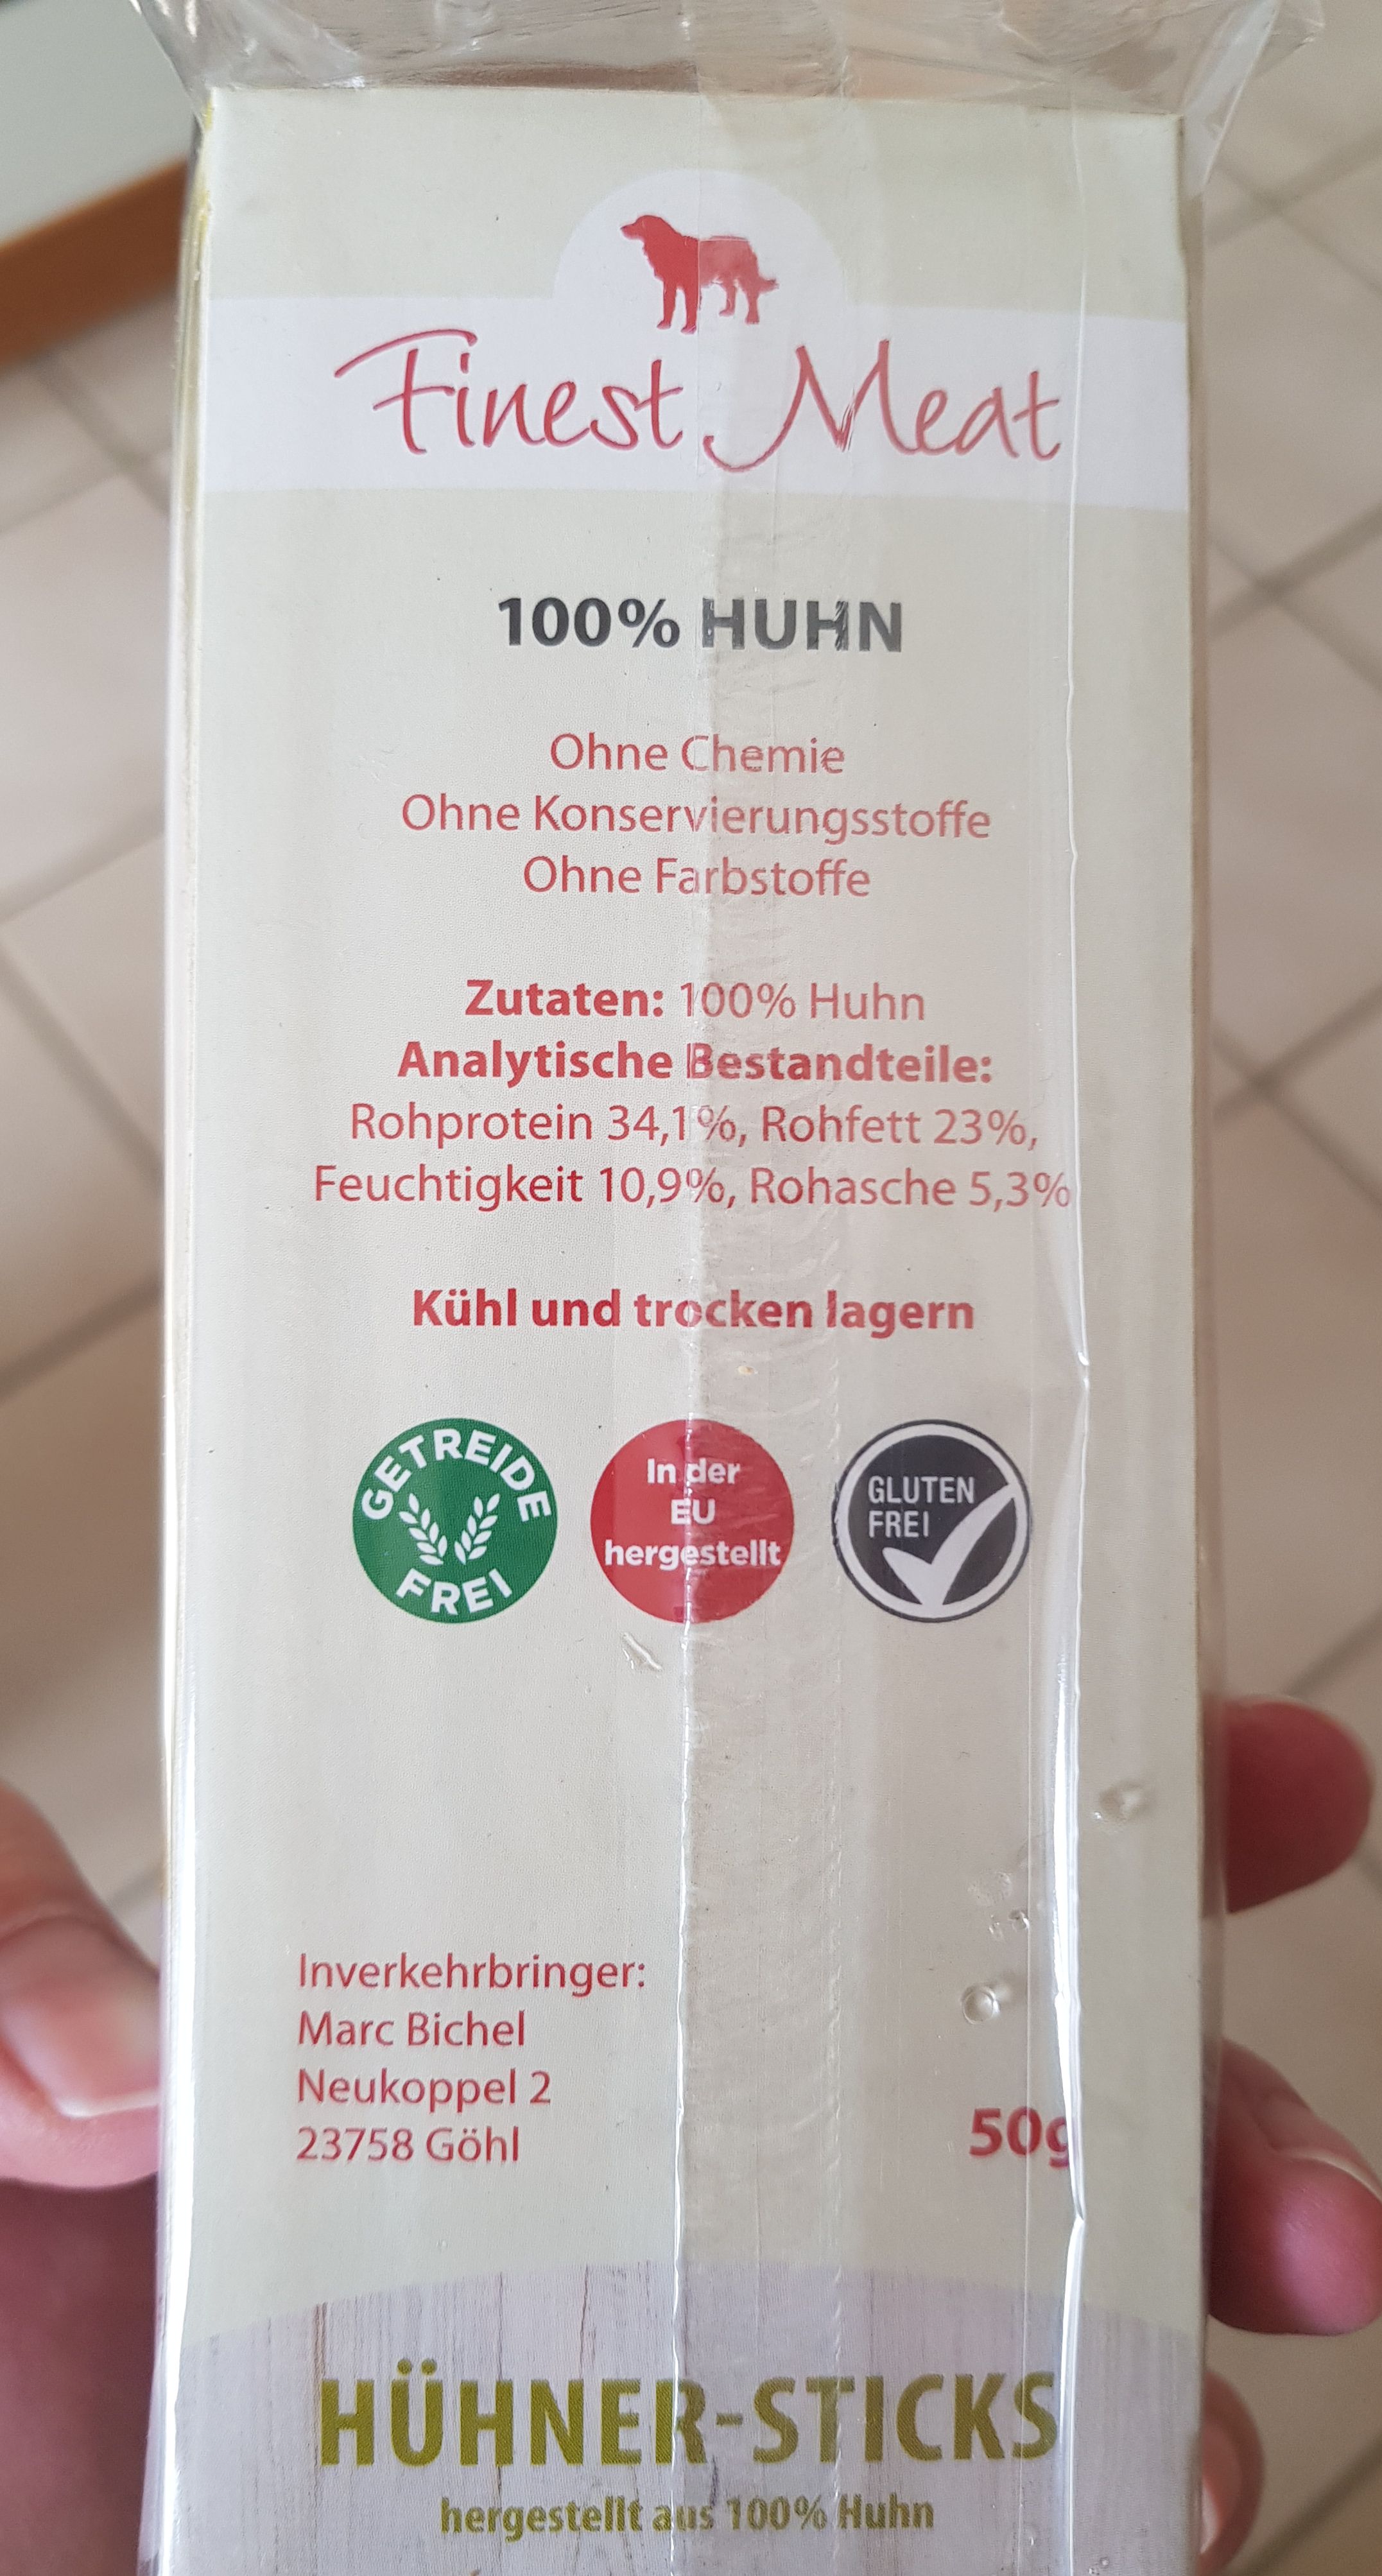 Finest Meat
100% HUHN
Ohne Chemie
Ohne Konservierungsstoffe
Ohne Farbstoffe
Zutaten: 100% Huhn
Analytische Bestandteile:
Rohprotein 34,1%, Rohfett 23%,
Feuchtigkeit 10,9%, Rohasche 5,3%
Kühl und trocken lagern
GETREIDE
FREI
In der
EU
hergestellt
GLUTEN
FREI
Inverkehrbringer:
Marc Bichel
Neukoppel 2
23758 Göhl
50g
HÜHNER-STICKS
hergestellt aus 100% Huhn